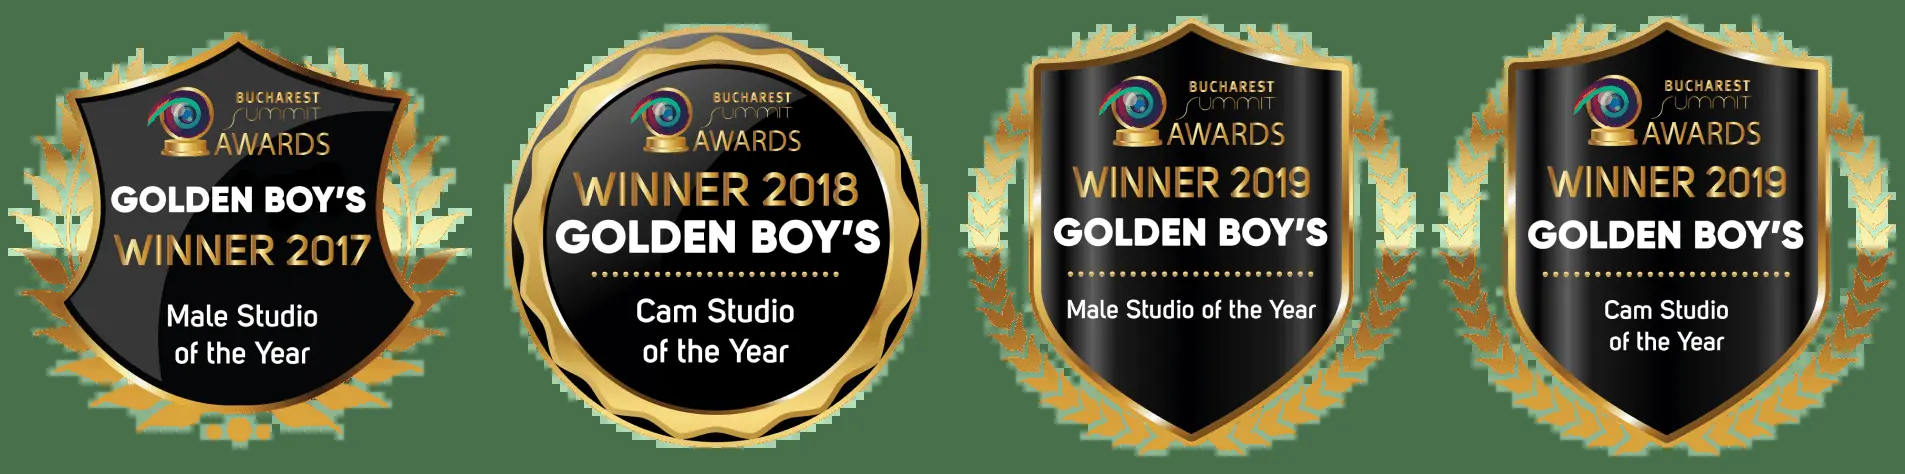 BUCHAREST
SUMMIT
AWARDS
GOLDEN BOY'S
WINNER 2017
Male Studio
of the Year
BUCHAREST
SUMMIT
AWARDS
WINNER 2018
GOLDEN BOY'S
Cam Studio
of the Year
BUCHAREST
SUMMIT
AWARDS
WINNER 2019
GOLDEN BOY'S
Male Studio of the Year
BUCHAREST
SUMMIT
AWARDS
WINNER 2019
GOLDEN BOY'S
Cam Studio
of the Year